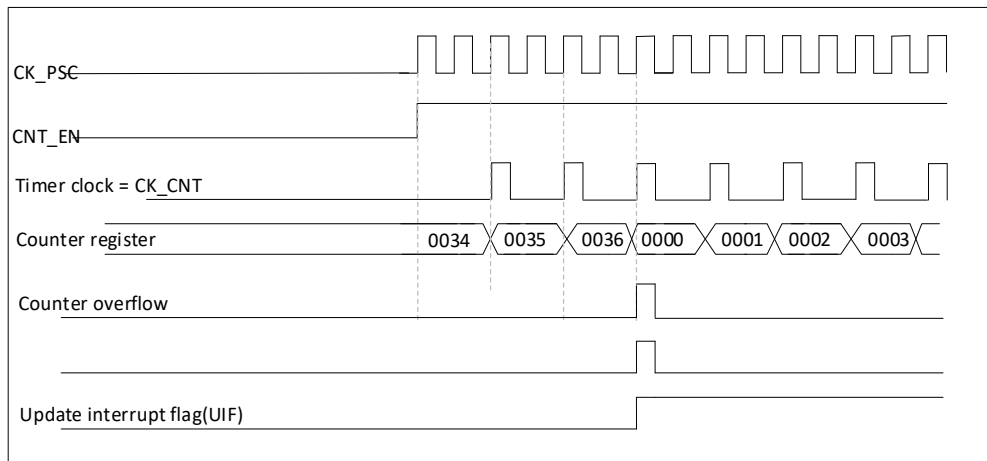 CK_PSC
CNT_EN
Timer clock = CK_CNT
Counter register 0034 0035 0036 0000 0001 0002 0003
Counter overflow
Update interrupt flag(UIF)